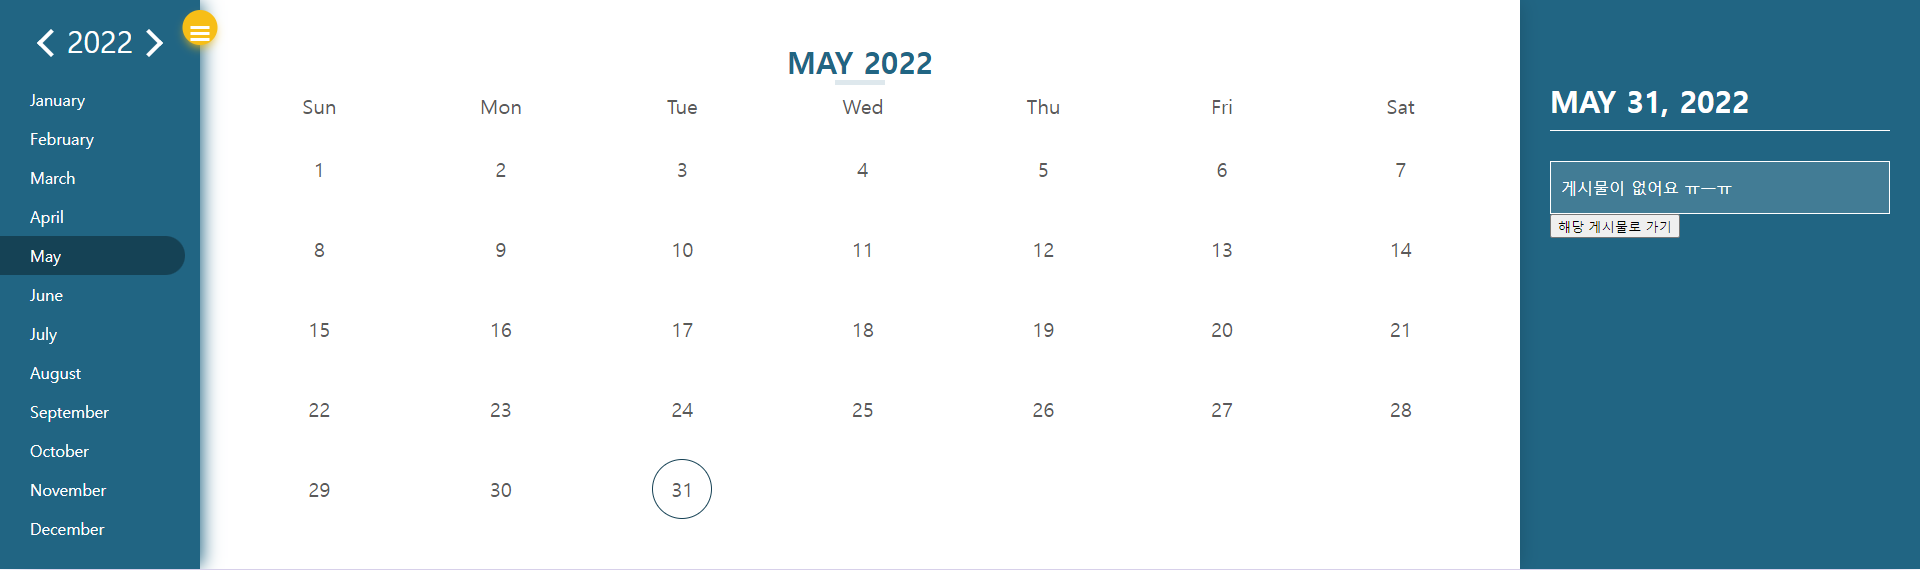 2022
January
February
March
April
May
June
July
August
September
October
November
December
MAY 2022
Sun Mon Tue Wed Thu Fri Sat
1 2 3 4 5 6 7
8 9 10 11 12 13 14
15 16 17 18 19 20 21
22 23 24 25 26 27 28
29 30 31
MAY 31, 2022
게시물이 없어요 ㅠㅡㅠ
해당 게시물로 가기